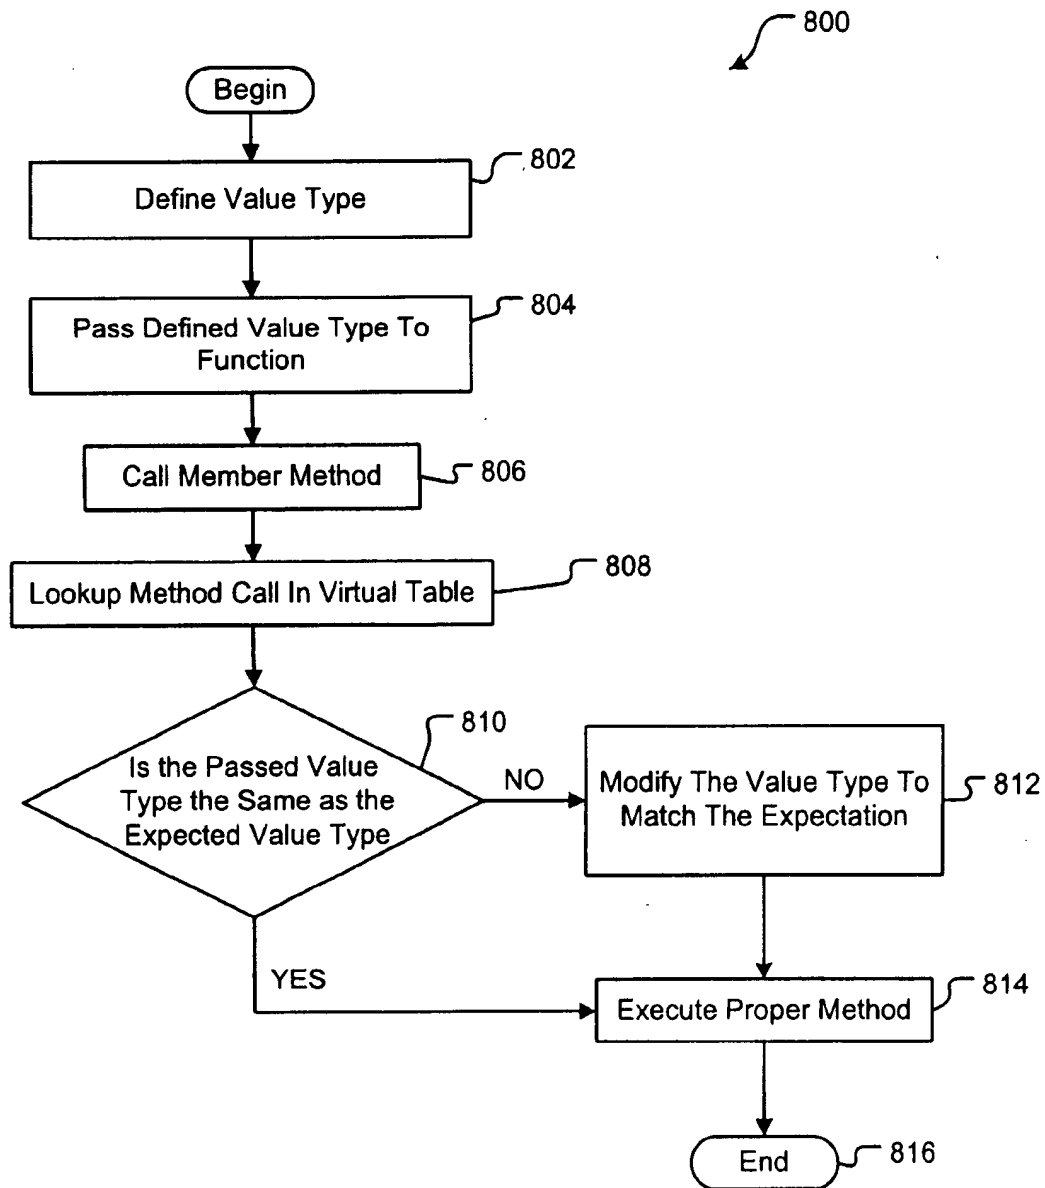 800
Begin
802
Define Value Type
804
Pass Defined Value Type To
Function
806
Call Member Method
808
Lookup Method Call In Virtual Table
810
Is the Passed Value
Type the Same as the
Expected Value Type
NO
Modify The Value Type To
Match The Expectation
812
YES
Execute Proper Method
814
End
816